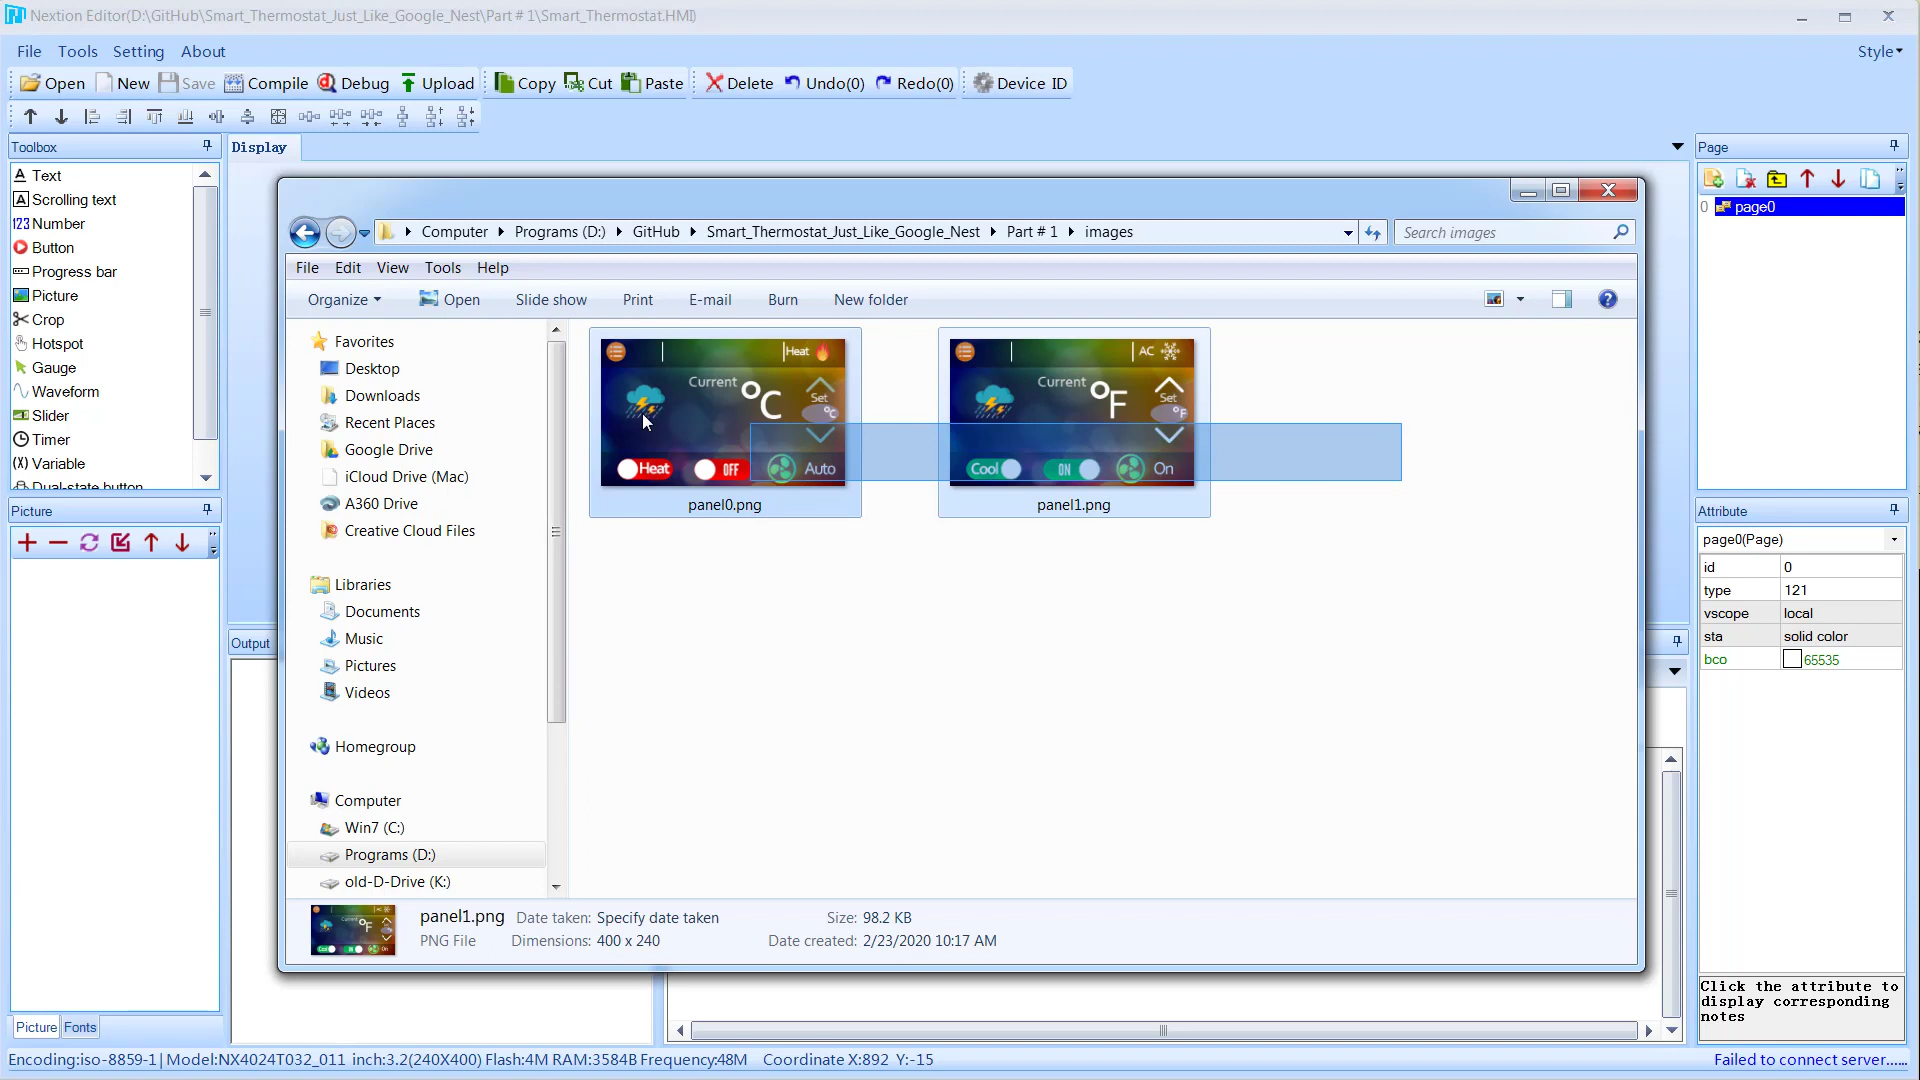 Nextion Editor(D:\GitHub\Smart_Thermostat_Just_Like_Google_Nest\Part # 1\Smart_Thermostat.HMI)
File Tools Setting About Style
Open New Save Compile Debug Upload Copy Cut Paste Delete Undo(0) Redo(0) Device ID
Toolbox
Text
Scrolling text
Number
Button
Progress bar
Picture
Crop
Hotspot
Gauge
Waveform
Slider
Timer
Variable
Dual-state button
Picture
Picture Fonts
Display
Output
Computer Programs (D:) GitHub Smart_Thermostat_Just_Like_Google_Nest Part # 1 images
Search images
File Edit View Tools Help
Organize Open Slide show Print E-mail Burn New folder
Favorites
Desktop
Downloads
Recent Places
Google Drive
iCloud Drive (Mac)
A360 Drive
Creative Cloud Files
Libraries
Documents
Music
Pictures
Videos
Homegroup
Computer
Win7 (C:)
Programs (D:)
old-D-Drive (K:)
Heat
Current °C
Set
°C
Heat OFF Auto
panel0.png
AC
Current °F
Set
°F
Cool ON On
panel1.png
panel1.png Date taken: Specify date taken Size: 98.2 KB
PNG File Dimensions: 400 x 240 Date created: 2/23/2020 10:17 AM
Page
0 page0
Attribute
page0(Page)
id 0
type 121
vscope local
sta solid color
bco 65535
Click the attribute to
display corresponding
notes
Encoding:iso-8859-1 Model:NX4024T032_011 inch:3.2(240X400) Flash:4M RAM:3584B Frequency:48M Coordinate X:892 Y:-15
Failed to connect server......